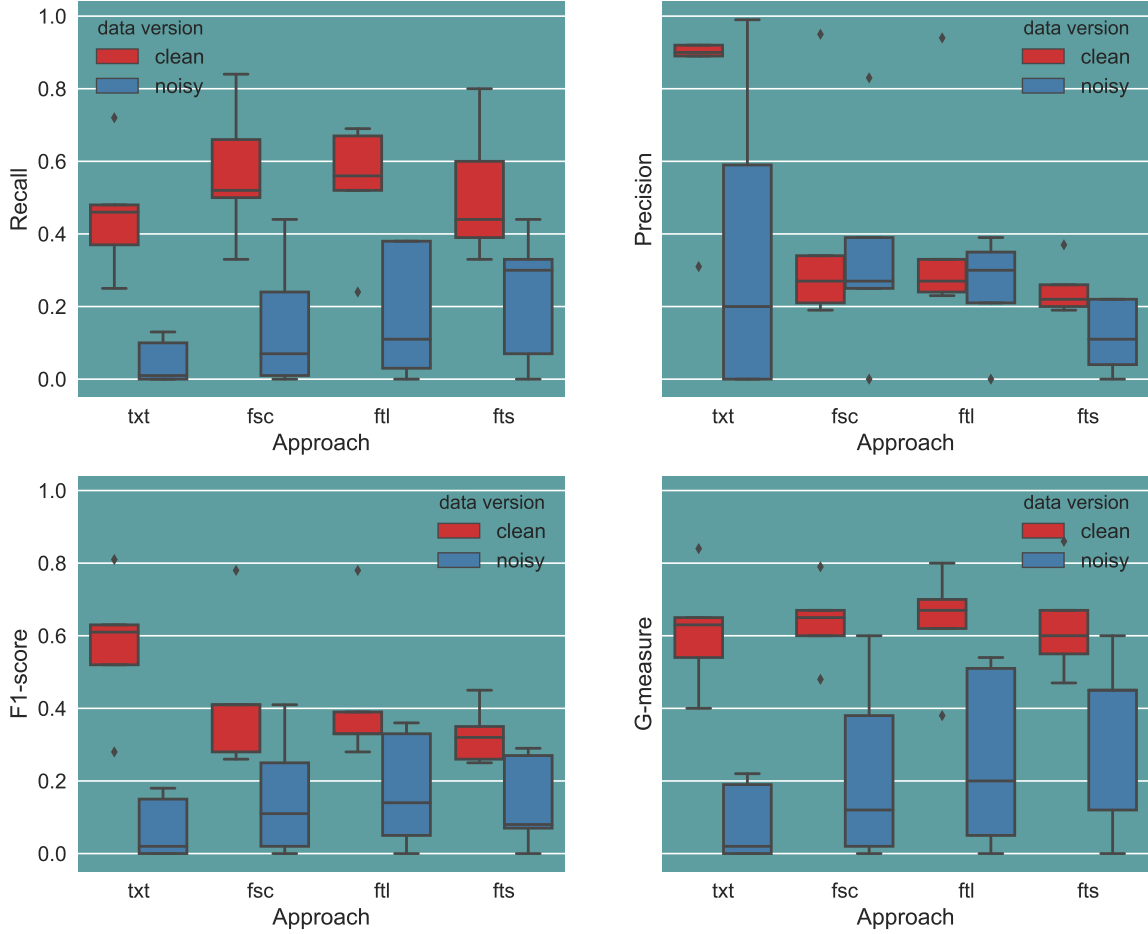 1.0
0.8
0.6
0.4
0.2
0.0
Recall
data version
clean
noisy
txt fsc ftl fts
Approach
Precision
data version
clean
noisy
txt fsc ftl fts
Approach
1.0
0.8
0.6
0.4
0.2
0.0
F1-score
data version
clean
noisy
txt fsc ftl fts
Approach
G-measure
data version
clean
noisy
txt fsc ftl fts
Approach